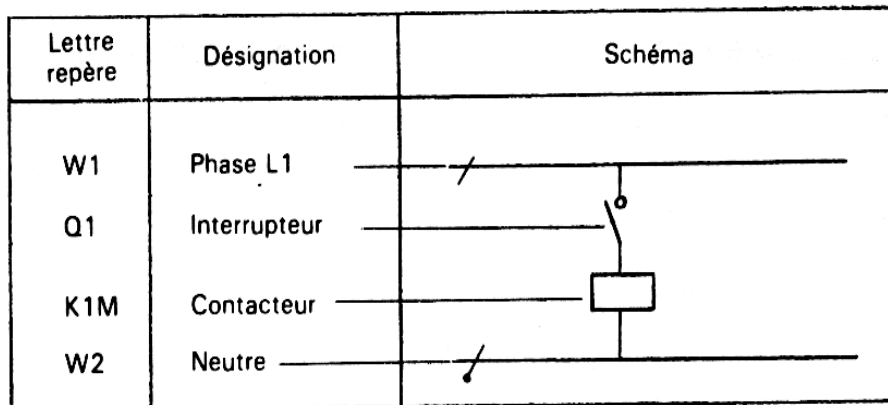 Lettre
repère
Désignation
Schéma
W1 Phase L1
Q1 Interrupteur
K1M Contacteur
W2 Neutre